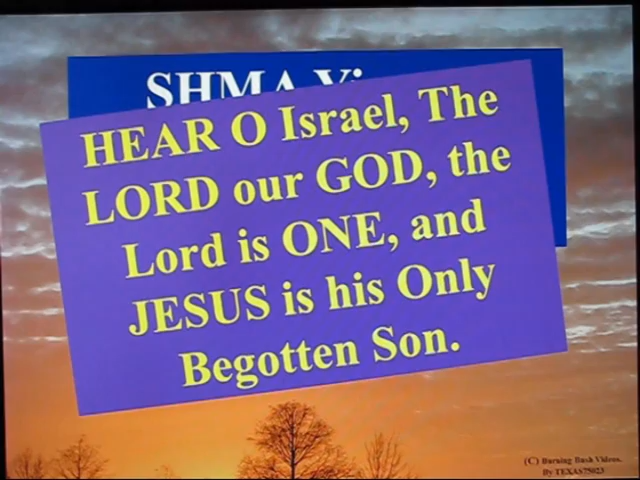 SHMA Vi
HEAR O Israel, The
LORD our GOD, the
Lord is ONE, and
JESUS is his Only
Begotten Son.
(C) Burning Bush Videos.
By TEXAS75023